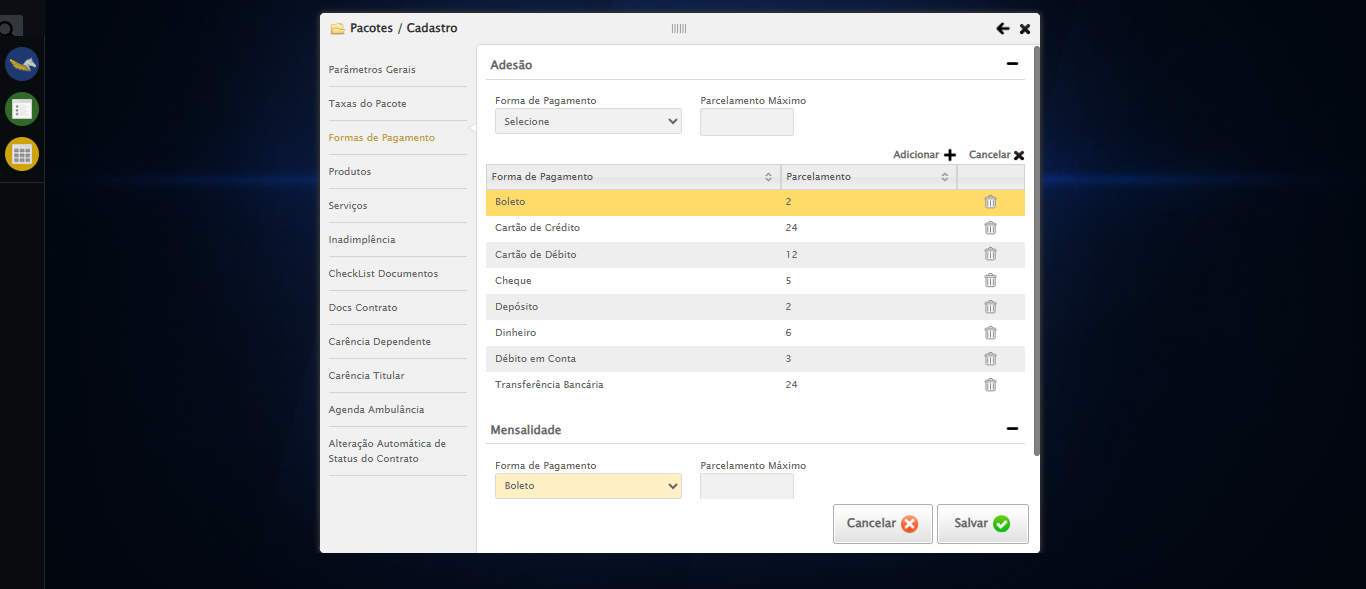 Pacotes / Cadastro
Parâmetros Gerais
Taxas do Pacote
Formas de Pagamento
Produtos
Serviços
Inadimplência
CheckList Documentos
Docs Contrato
Carência Dependente
Carência Titular
Agenda Ambulância
Alteração Automática de
Status do Contrato
Adesão
Forma de Pagamento Parcelamento Máximo
Selecione
Adicionar Cancelar
Forma de Pagamento Parcelamento
Boleto 2
Cartão de Crédito 24
Cartão de Débito 12
Cheque 5
Depósito 2
Dinheiro 6
Débito em Conta 3
Transferência Bancária 24
Mensalidade
Forma de Pagamento Parcelamento Máximo
Boleto
Cancelar Salvar